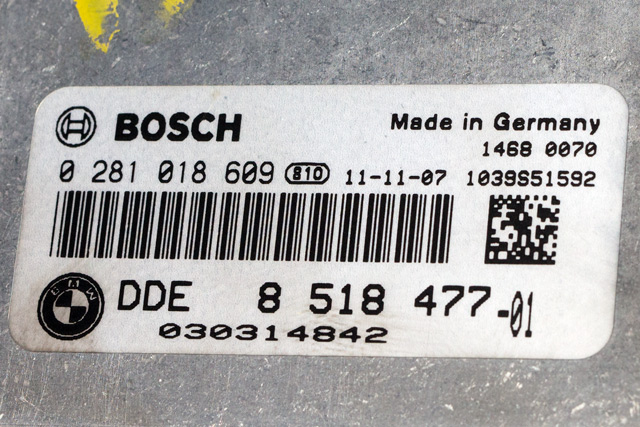 BOSCH
Made in Germany
1468 0070
0 281 018 609 810 11-11-07 1039S51592
BMW
DDE 8 518 477-01
030314842